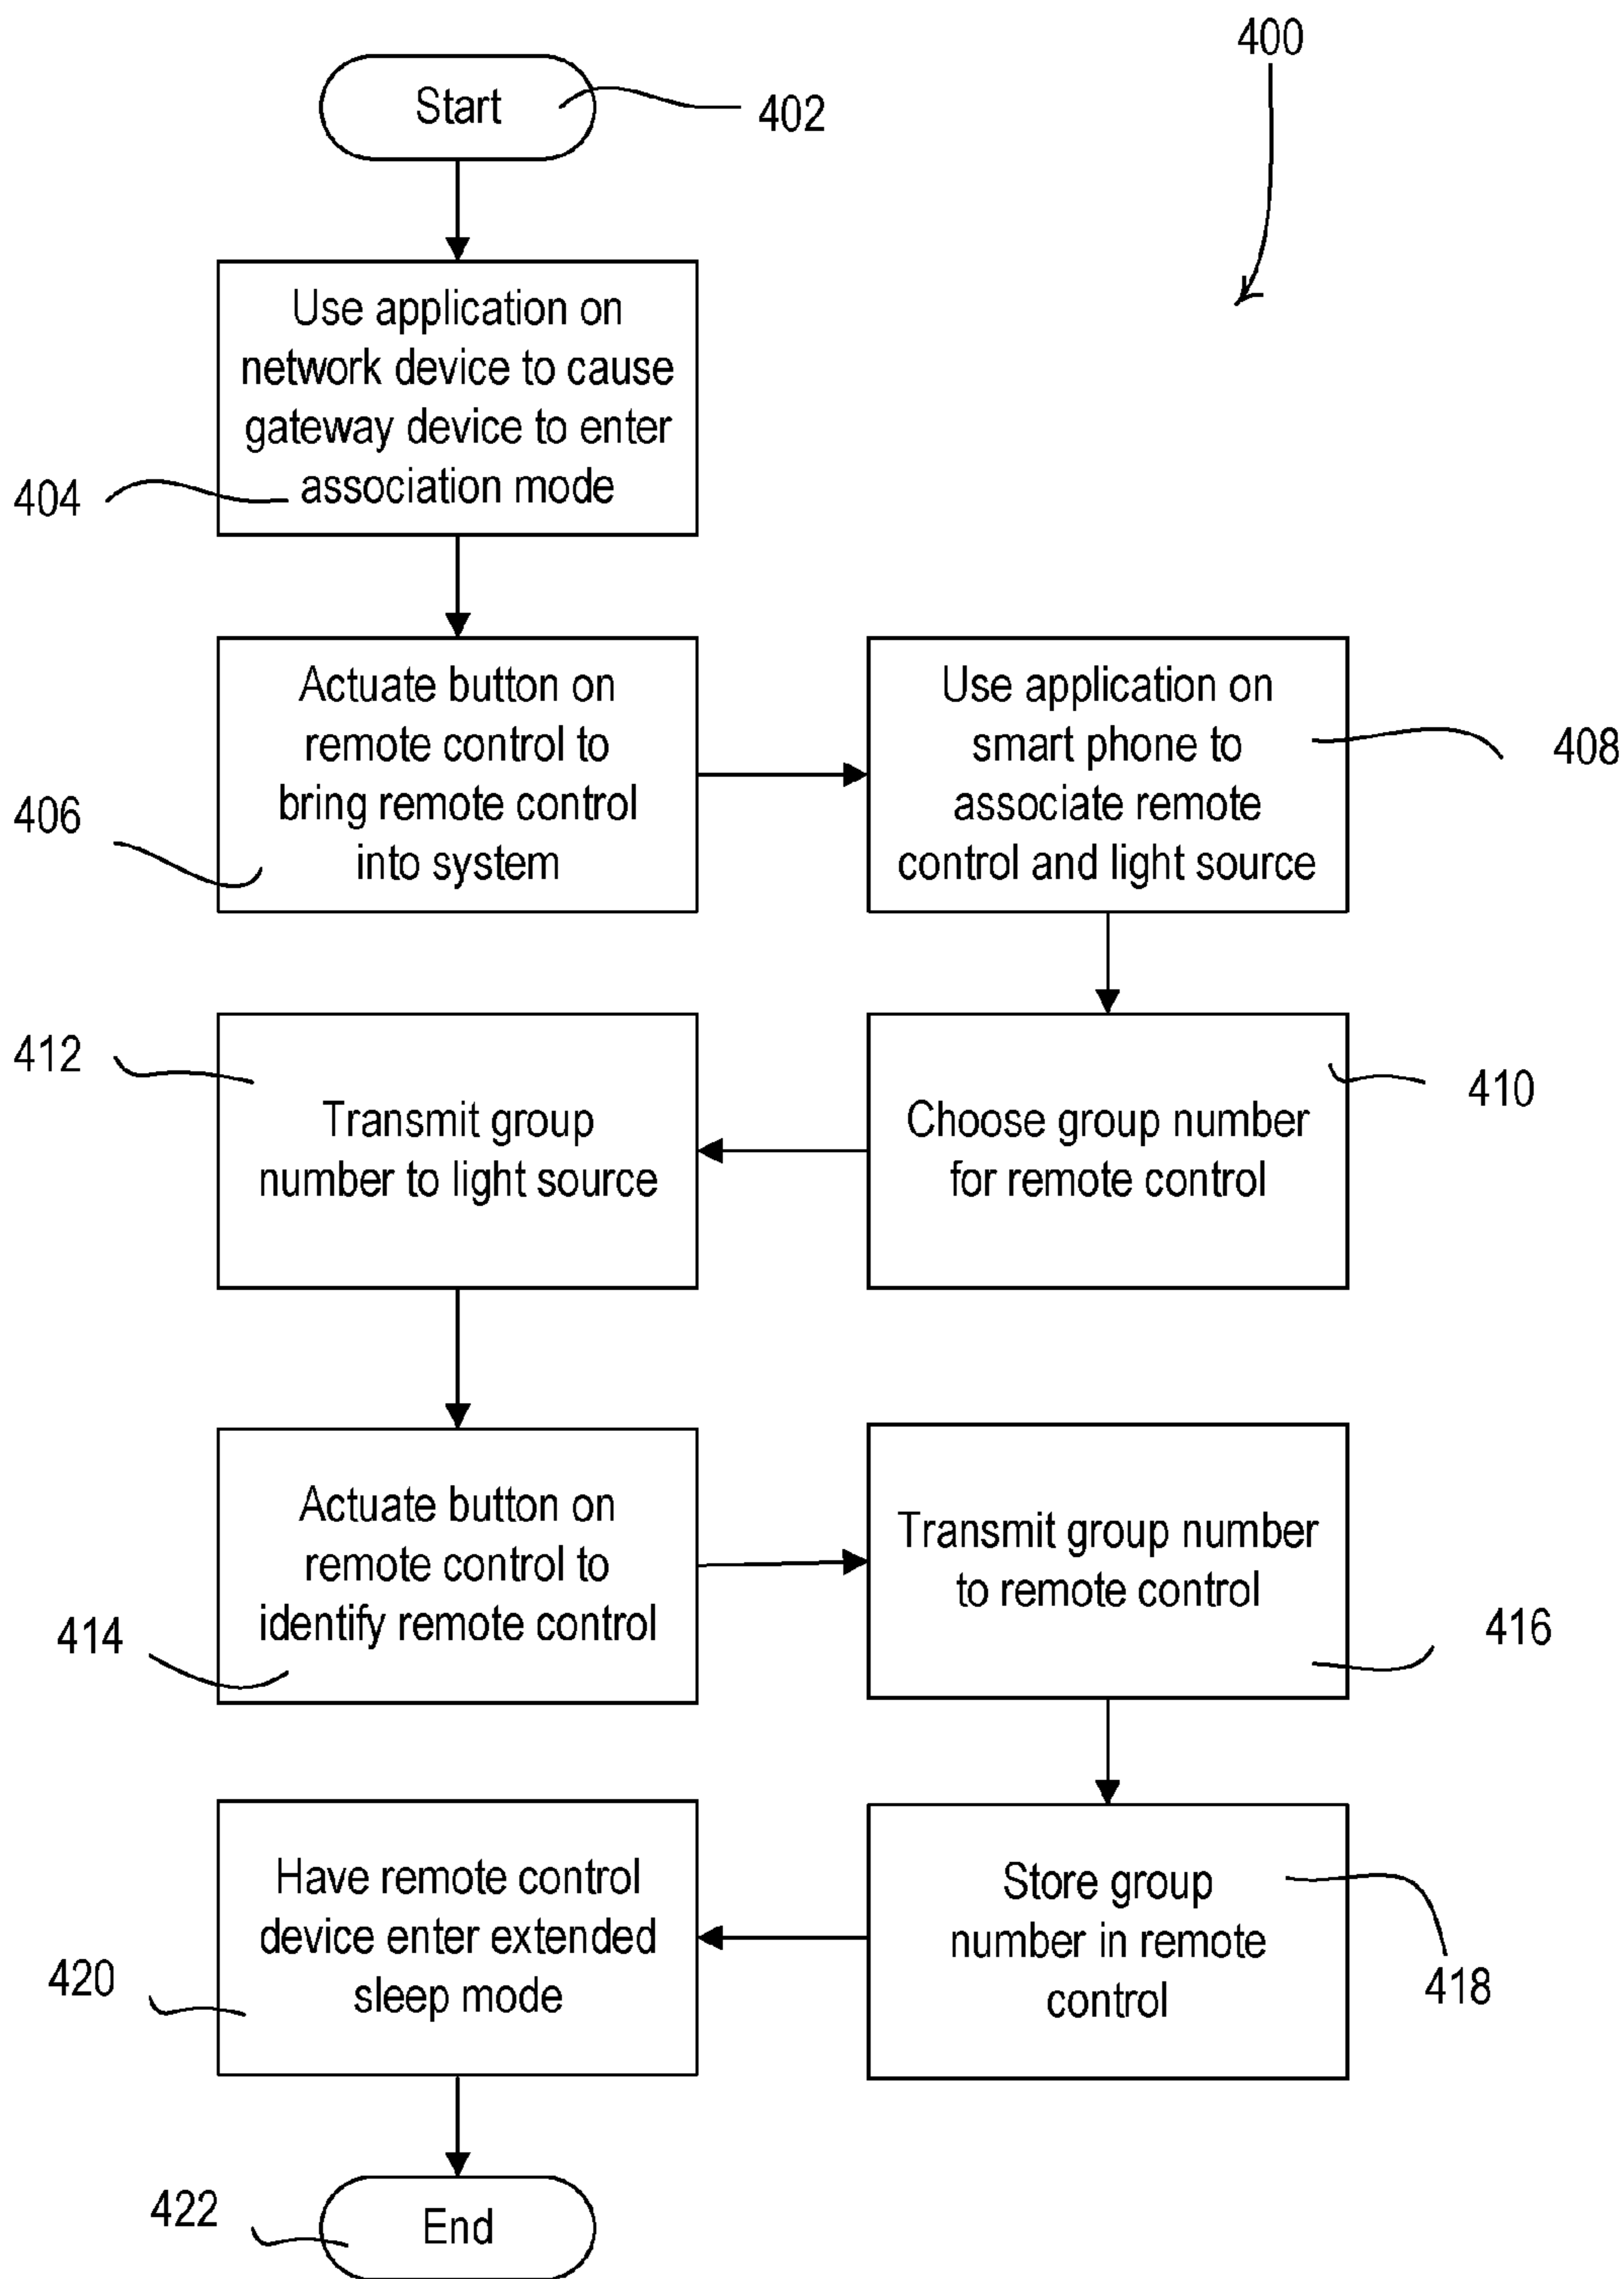 400
Start
402
Use application on
network device to cause
gateway device to enter
association mode
404
Actuate button on
remote control to
bring remote control
into system
406
Use application on
smart phone to
associate remote
control and light source
408
Choose group number
for remote control
410
Transmit group
number to light source
412
Actuate button on
remote control to
identify remote control
414
Transmit group number
to remote control
416
Store group
number in remote
control
418
Have remote control
device enter extended
sleep mode
420
End
422